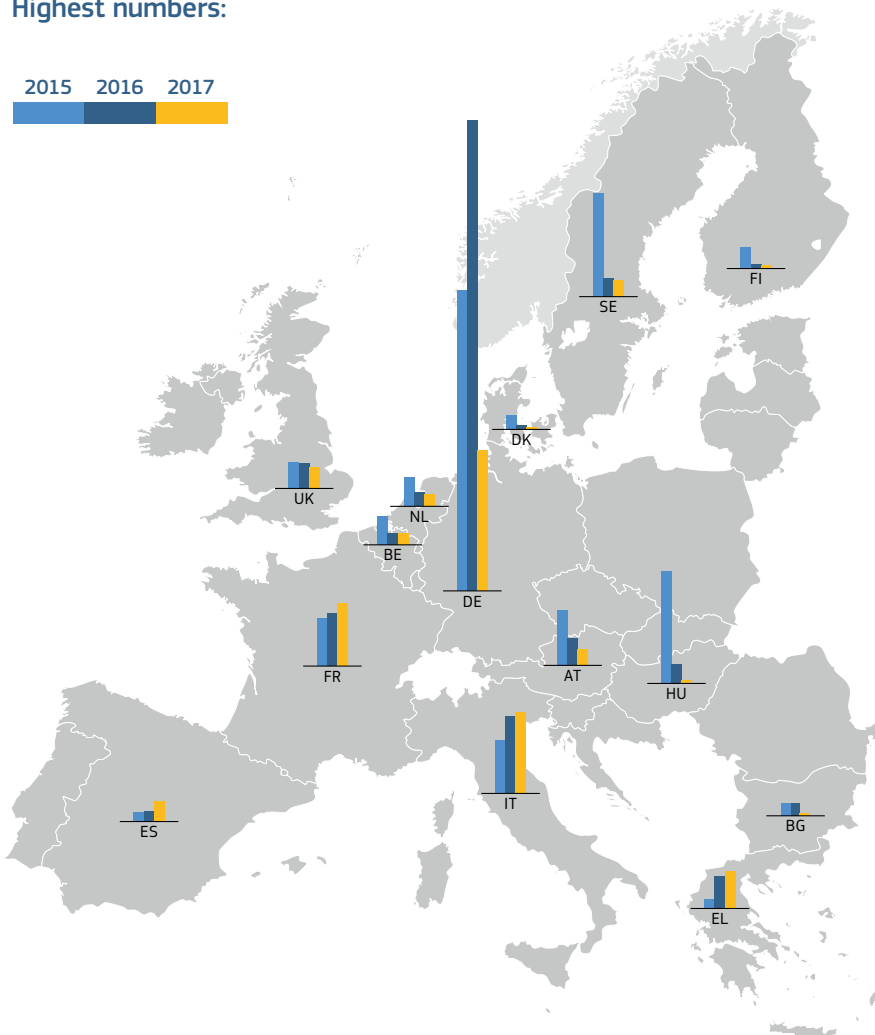 Highest numbers:
2015 2016 2017
FI
SE
DK
UK
NL
BE
DE
FR
AT
HU
IT
ES
BG
EL